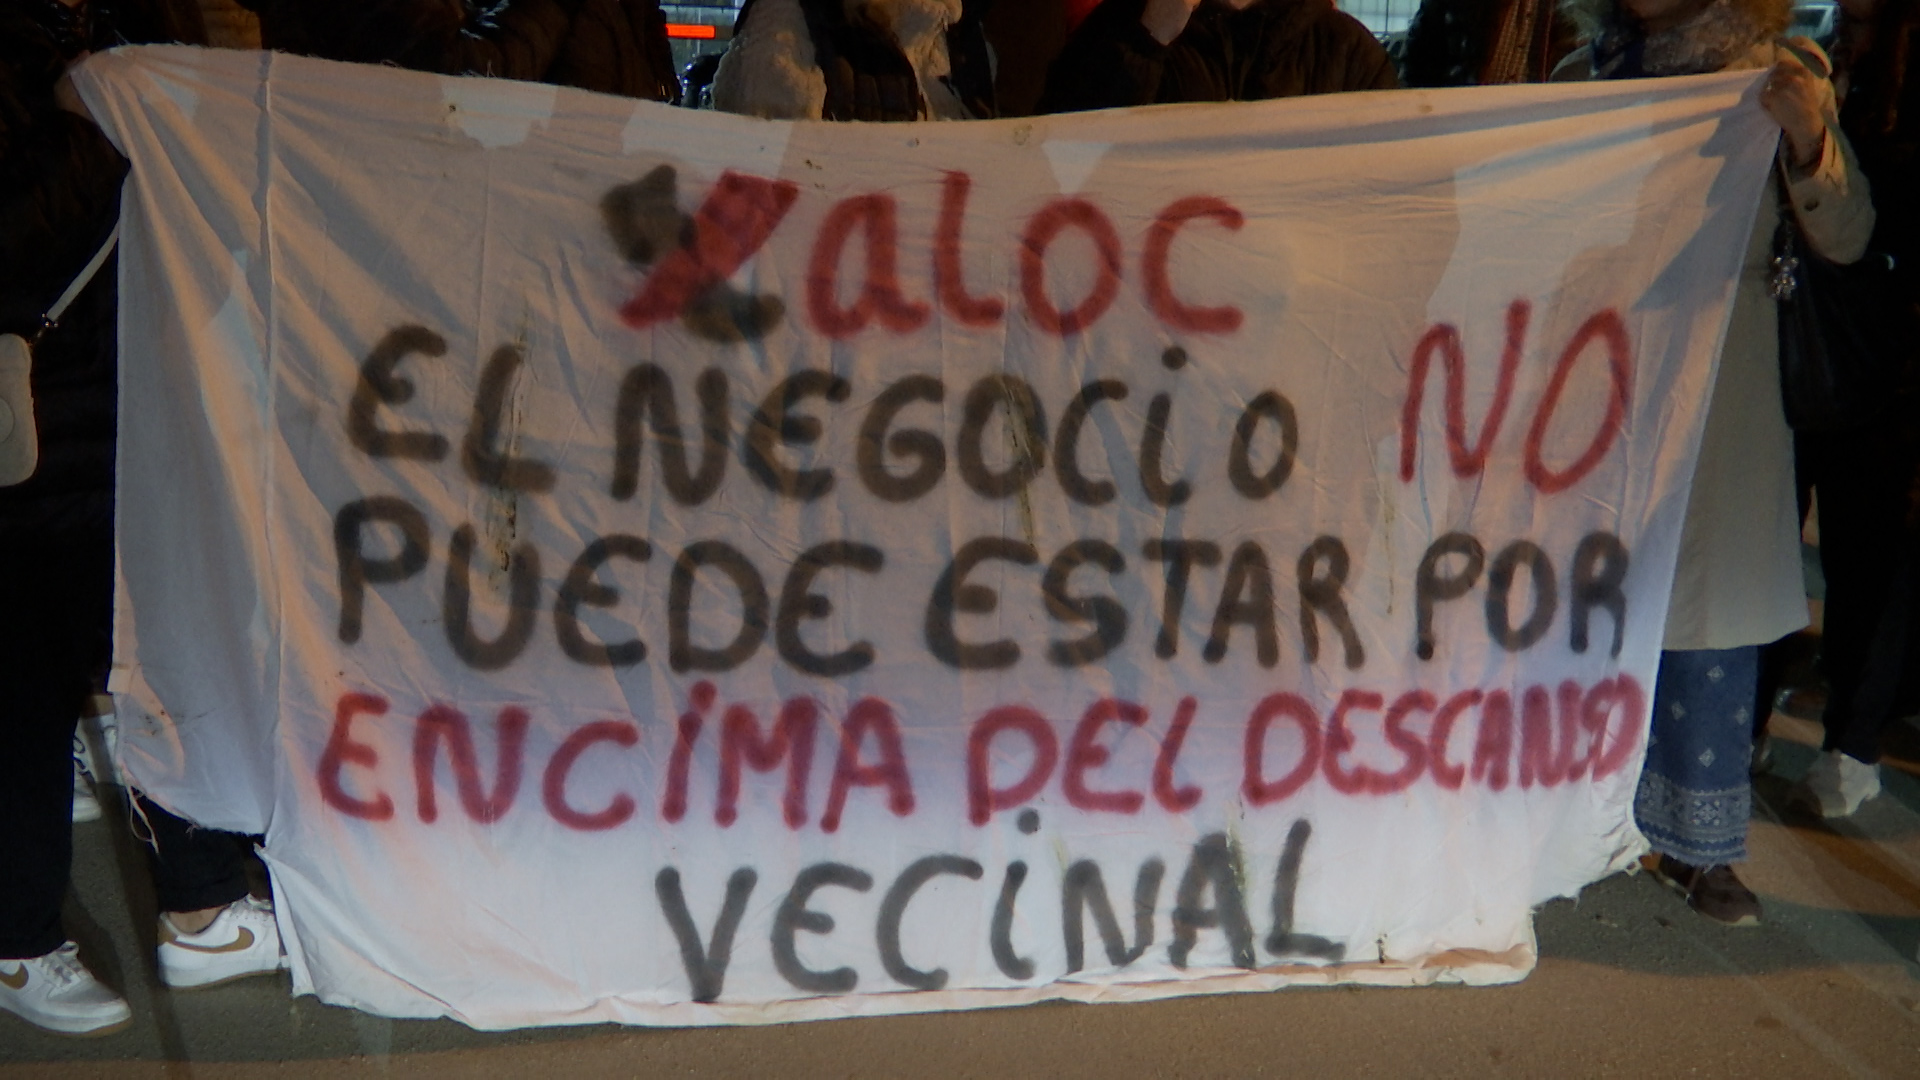 Xaloc
EL NEGOCiO NO
PUEDE ESTAR POR
ENCiMA DEL DESCANSO
VECiNAL